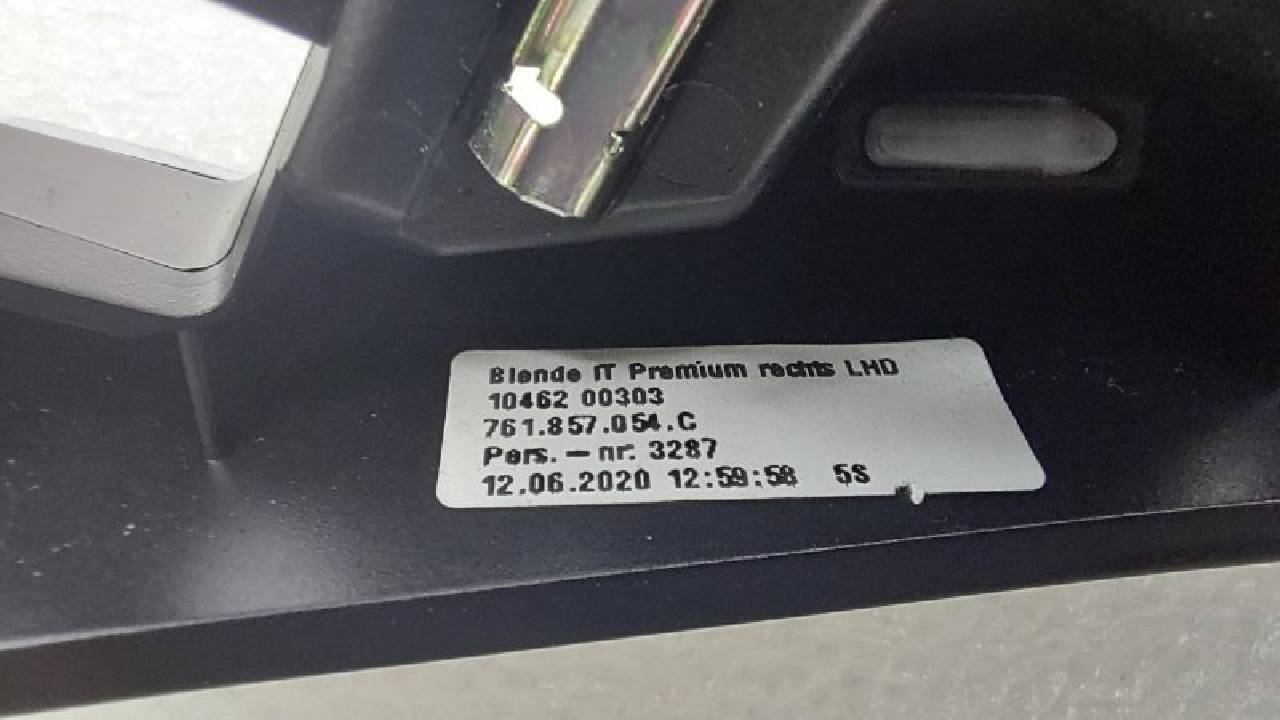 Blende IT Premium rechts LHD
10462 00303
761.857.054.C
Pers. - nr. 3287
12.06.2020 12:59:58 5S